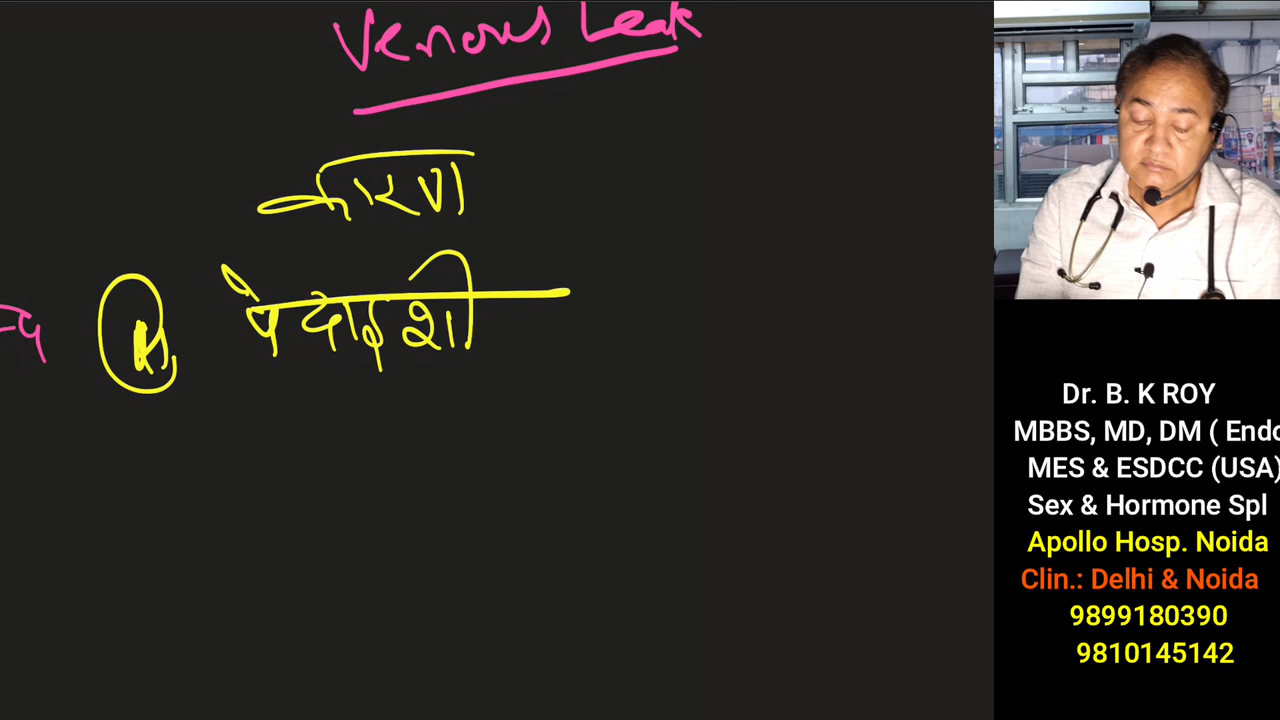 Venous Leak
कारण
पैदाइशी
Dr. B. K ROY
MBBS, MD, DM ( Endo
MES & ESDCC (USA)
Sex & Hormone Spl
Apollo Hosp. Noida
Clin.: Delhi & Noida
9899180390
9810145142